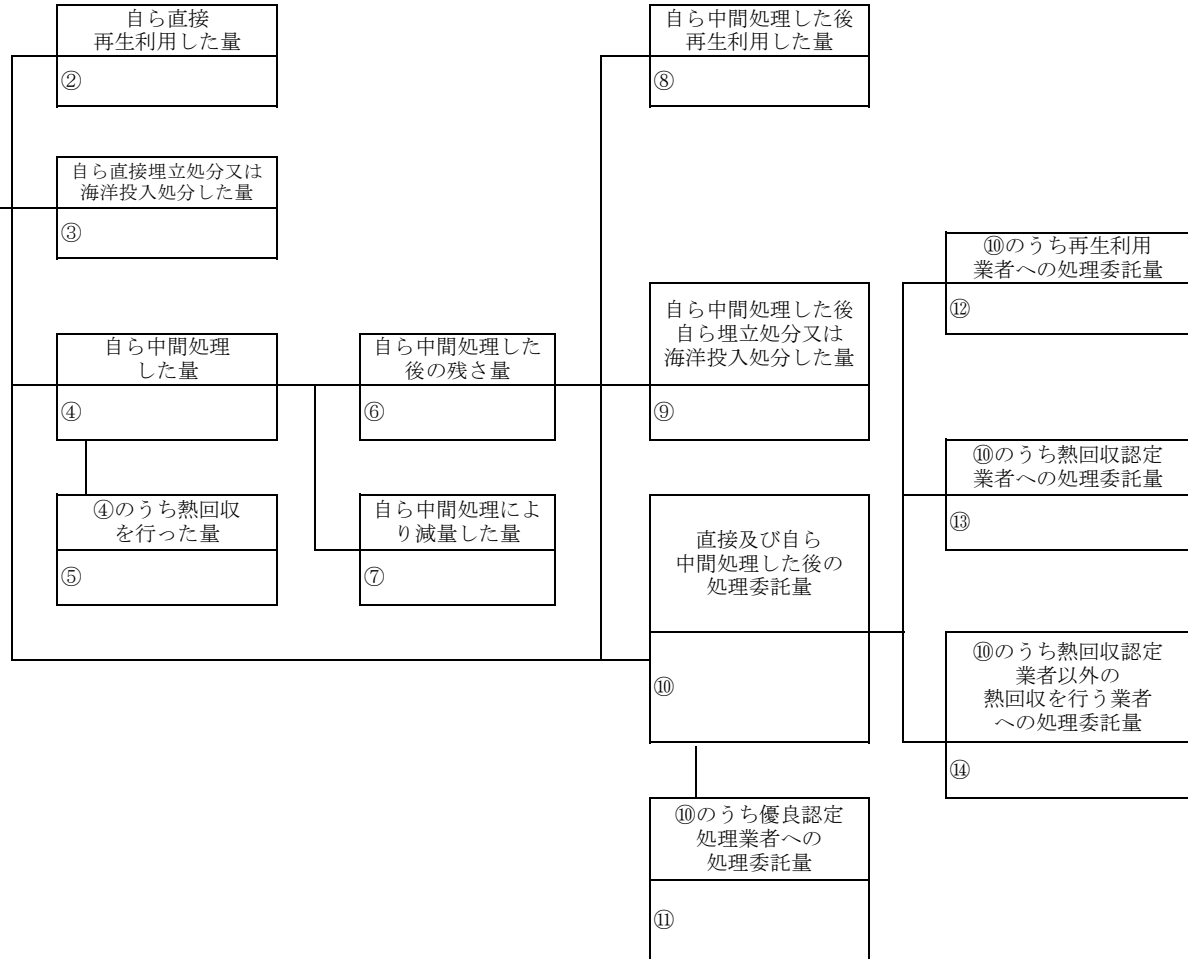 自ら直接
再生利用した量
②
自ら直接埋立処分又は
海洋投入処分した量
③
自ら中間処理
した量
④
④のうち熱回収
を行った量
⑤
自ら中間処理した
後の残さ量
⑥
自ら中間処理によ
り減量した量
⑦
自ら中間処理した後
再生利用した量
⑧
自ら中間処理した後
自ら埋立処分又は
海洋投入処分した量
⑨
直接及び自ら
中間処理した後の
処理委託量
⑩
⑩のうち優良認定
処理業者への
処理委託量
⑪
⑩のうち再生利用
業者への処理委託量
⑫
⑩のうち熱回収認定
業者への処理委託量
⑬
⑩のうち熱回収認定
業者以外の
熱回収を行う業者
への処理委託量
⑭